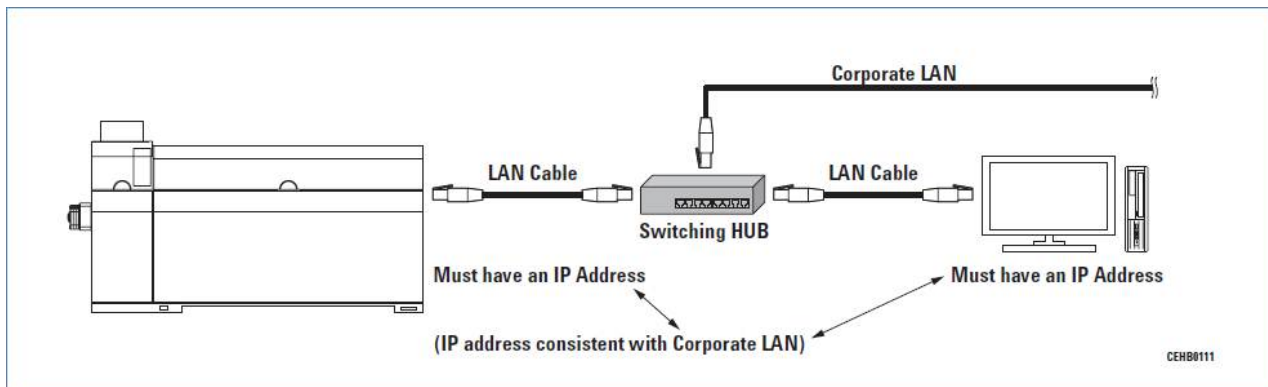 Corporate LAN
LAN Cable
LAN Cable
Switching HUB
Must have an IP Address
Must have an IP Address
(IP address consistent with Corporate LAN)
CEHB0111